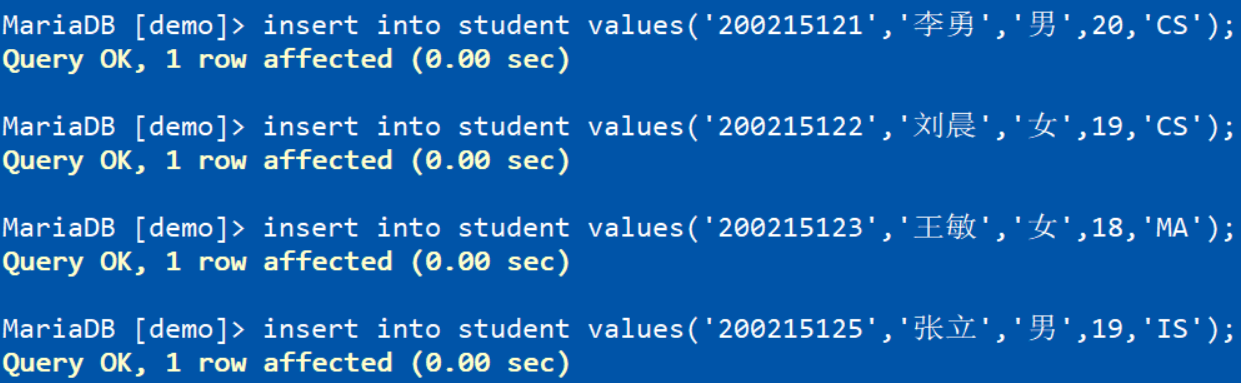 MariaDB [demo]> insert into student values('200215121','李勇','男',20,'CS');
Query OK, 1 row affected (0.00 sec)
MariaDB [demo]> insert into student values('200215122','刘晨','女',19,'CS');
Query OK, 1 row affected (0.00 sec)
MariaDB [demo]> insert into student values('200215123','王敏','女',18,'MA');
Query OK, 1 row affected (0.00 sec)
MariaDB [demo]> insert into student values('200215125','张立','男',19,'IS');
Query OK, 1 row affected (0.00 sec)